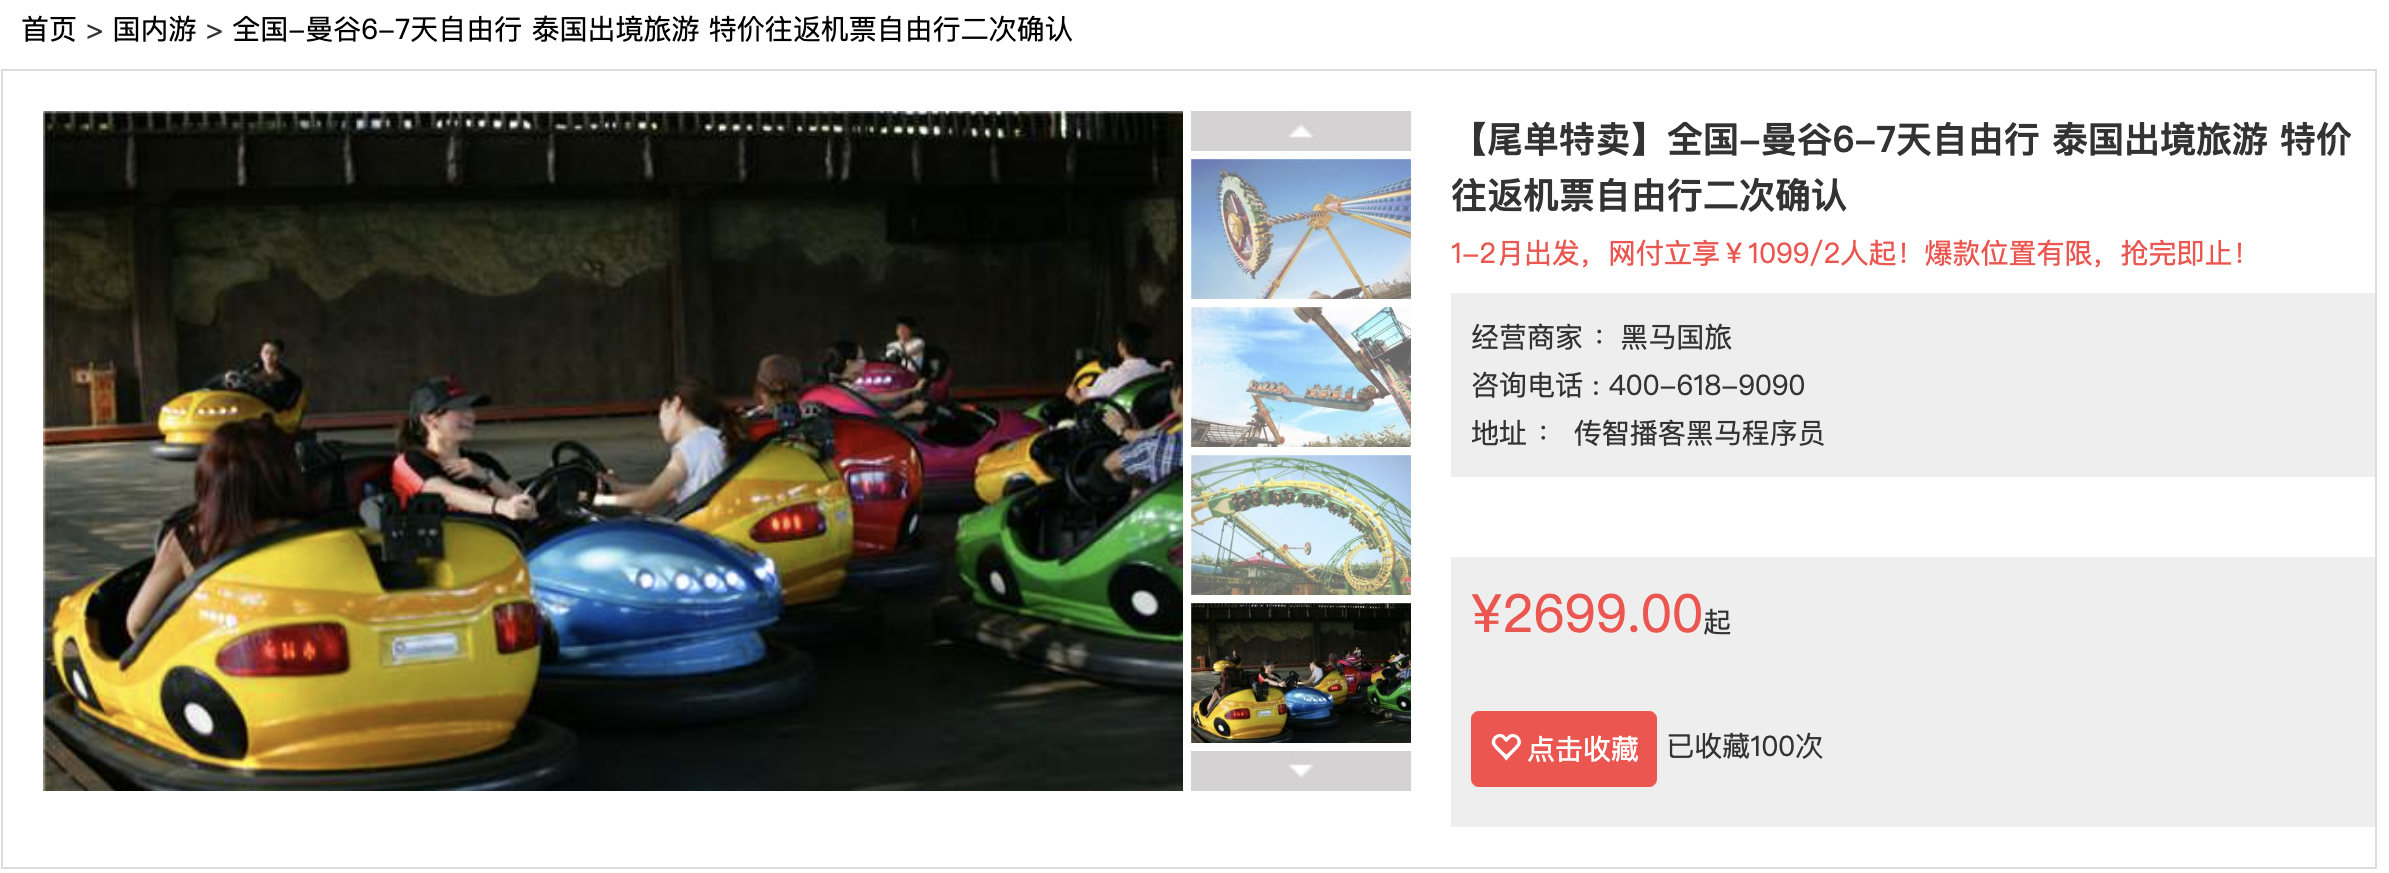 首页 > 国内游 > 全国-曼谷6-7天自由行 泰国出境旅游 特价往返机票自由行二次确认
【尾单特卖】全国-曼谷6-7天自由行 泰国出境旅游 特价
往返机票自由行二次确认
1-2月出发，网付立享￥1099/2人起！爆款位置有限，抢完即止！
经营商家 ： 黑马国旅
咨询电话 : 400-618-9090
地址 ： 传智播客黑马程序员
¥2699.00起
♡ 点击收藏 已收藏100次